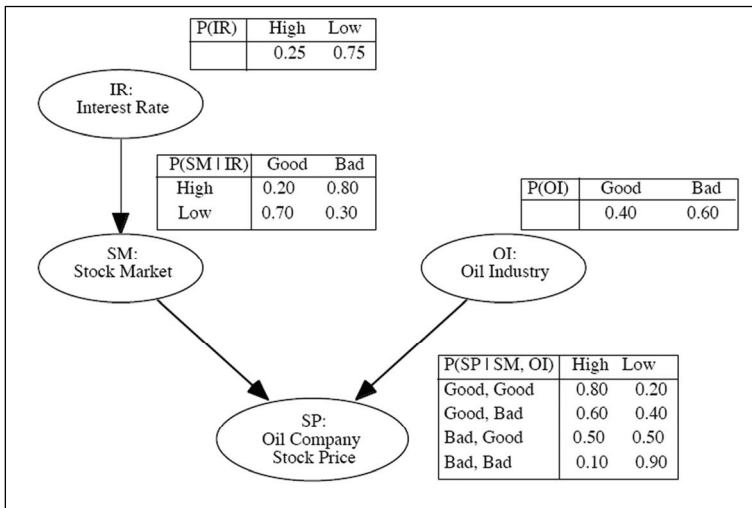 P(IR) High Low
0.25 0.75
IR:
Interest Rate
P(SM | IR) Good Bad
High 0.20 0.80
Low 0.70 0.30
P(OI) Good Bad
0.40 0.60
SM:
Stock Market
OI:
Oil Industry
P(SP | SM, OI) High Low
Good, Good 0.80 0.20
Good, Bad 0.60 0.40
Bad, Good 0.50 0.50
Bad, Bad 0.10 0.90
SP:
Oil Company
Stock Price